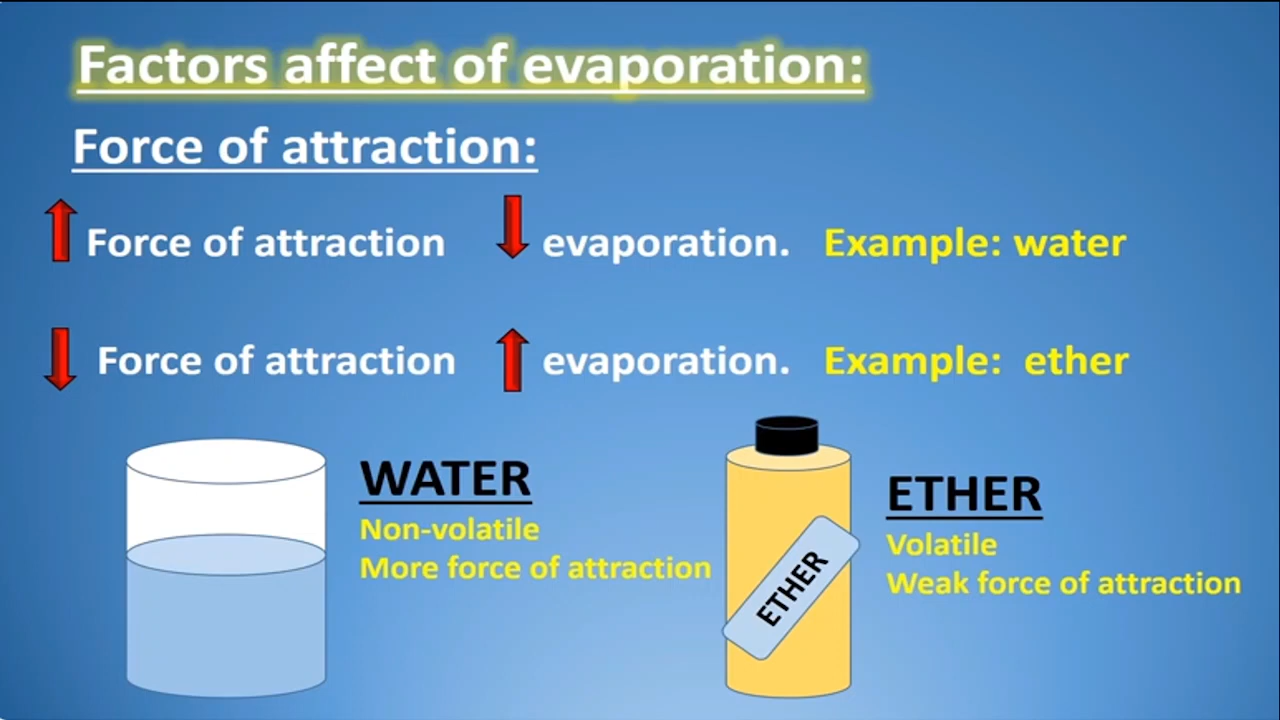 Factors affect of evaporation:
Force of attraction:
Force of attraction evaporation. Example: water
Force of attraction evaporation. Example: ether
WATER
Non-volatile
More force of attraction
ETHER
ETHER
Volatile
Weak force of attraction